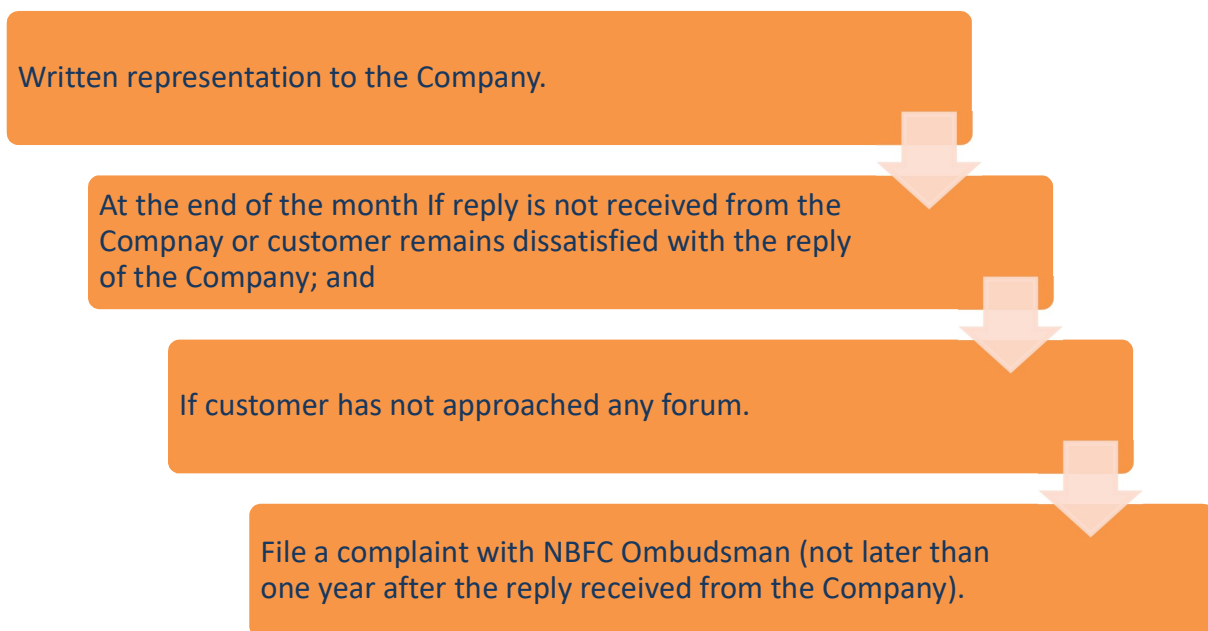 Written representation to the Company.
At the end of the month If reply is not received from the
Compnay or customer remains dissatisfied with the reply
of the Company; and
If customer has not approached any forum.
File a complaint with NBFC Ombudsman (not later than
one year after the reply received from the Company).